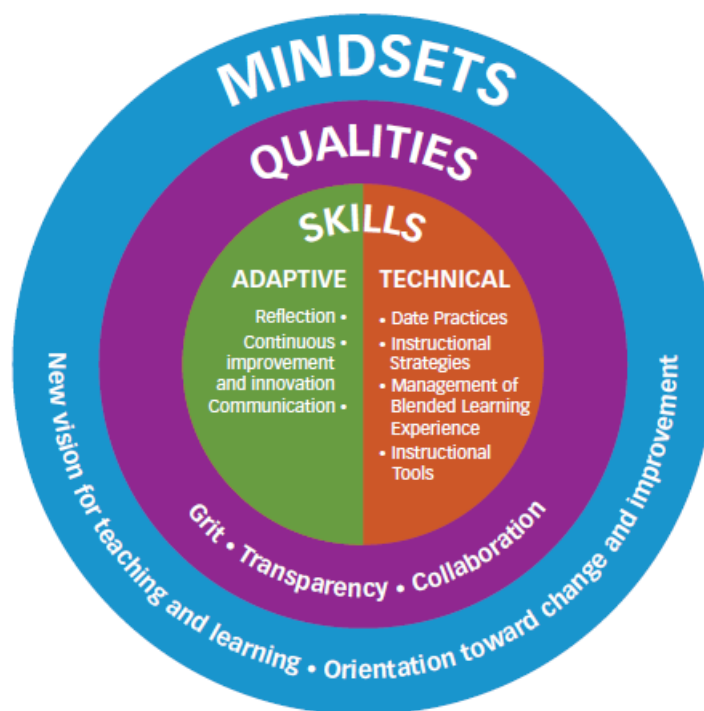 MINDSETS
QUALITIES
SKILLS
ADAPTIVE
Reflection •
Continuous •
improvement
and innovation
Communication •
TECHNICAL
• Date Practices
• Instructional
Strategies
• Management of
Blended Learning
Experience
• Instructional
Tools
Grit • Transparency • Collaboration
New vision for teaching and learning • Orientation toward change and improvement